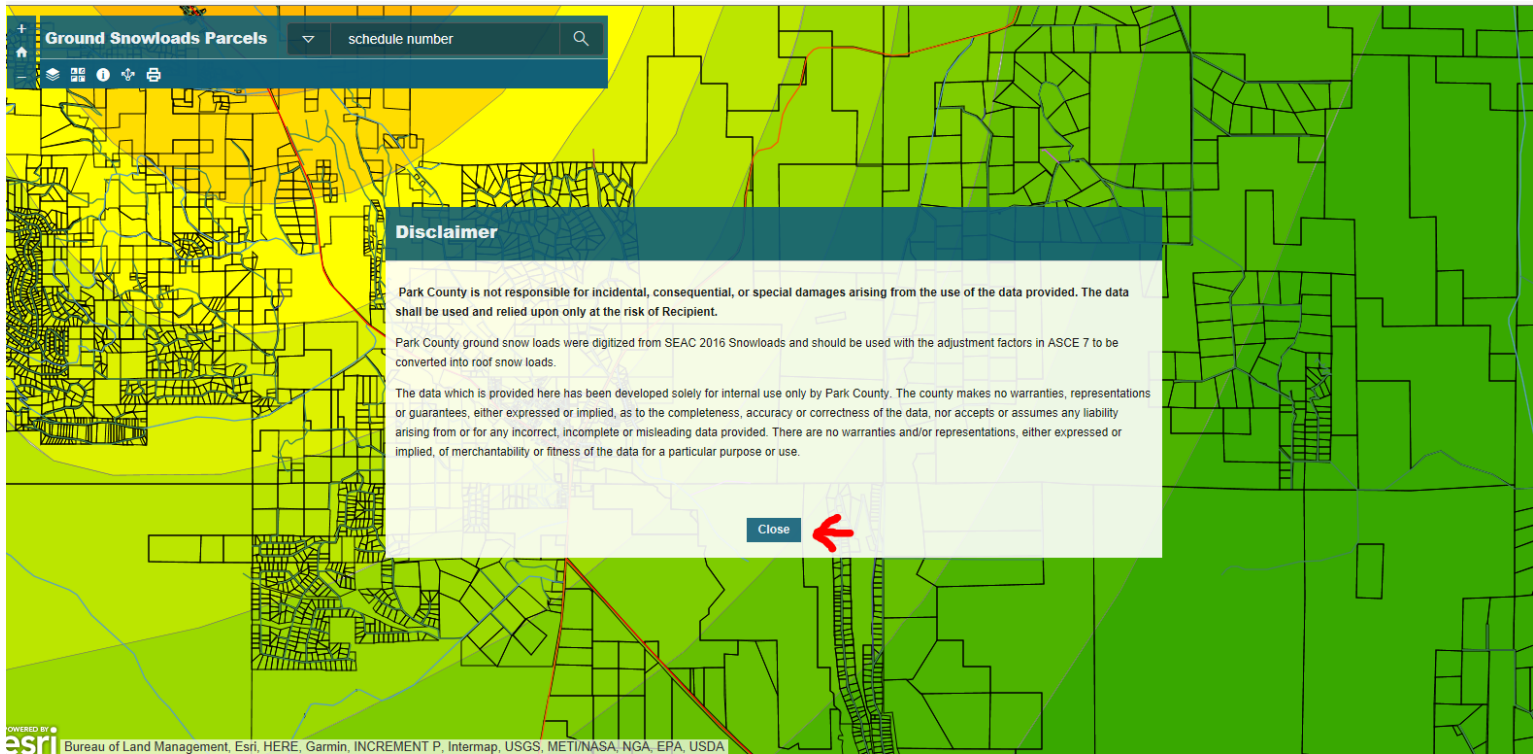 Ground Snowloads Parcels
schedule number
Disclaimer
Park County is not responsible for incidental, consequential, or special damages arising from the use of the data provided. The data
shall be used and relied upon only at the risk of Recipient.
Park County ground snow loads were digitized from SEAC 2016 Snowloads and should be used with the adjustment factors in ASCE 7 to be
converted into roof snow loads.
The data which is provided here has been developed solely for internal use only by Park County. The county makes no warranties, representations
or guarantees, either expressed or implied, as to the completeness, accuracy or correctness of the data, nor accepts or assumes any liability
arising from or for any incorrect, incomplete or misleading data provided. There are no warranties and/or representations, either expressed or
implied, of merchantability or fitness of the data for a particular purpose or use.
Close
POWERED BY
esri
Bureau of Land Management, Esri, HERE, Garmin, INCREMENT P, Intermap, USGS, METI/NASA, NGA, EPA, USDA